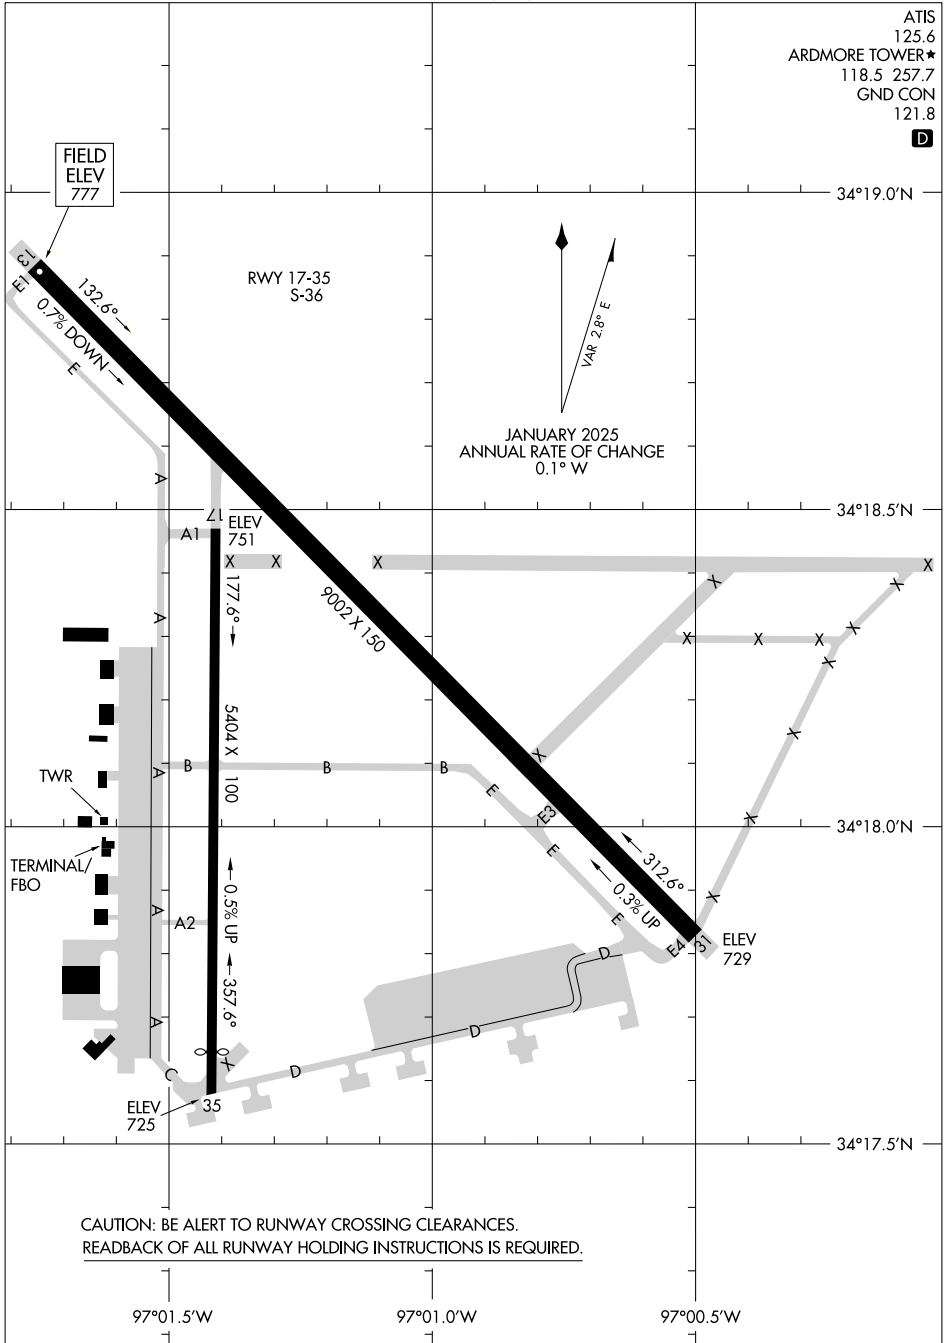 ATIS
125.6
ARDMORE TOWER★
118.5 257.7
GND CON
121.8
D
FIELD
ELEV
777
34°19.0'N
13
E1
132.6°
0.7% DOWN
E
RWY 17-35
S-36
VAR 2.8° E
JANUARY 2025
ANNUAL RATE OF CHANGE
0.1° W
A
34°18.5'N
17
ELEV
751
A1
X
X
X
X
177.6°
9002 X 150
X
X
A
X
X
X
X
X
5404 X 100
X
X
B
B
B
A
E
TWR
E3
X
34°18.0'N
TERMINAL/
FBO
E
312.6°
0.3% UP
X
0.5% UP
A
A2
E
E4
31
ELEV
729
D
357.6°
A
D
X
C
D
ELEV
725
35
34°17.5'N
CAUTION: BE ALERT TO RUNWAY CROSSING CLEARANCES.
READBACK OF ALL RUNWAY HOLDING INSTRUCTIONS IS REQUIRED.
97°01.5'W
97°01.0'W
97°00.5'W